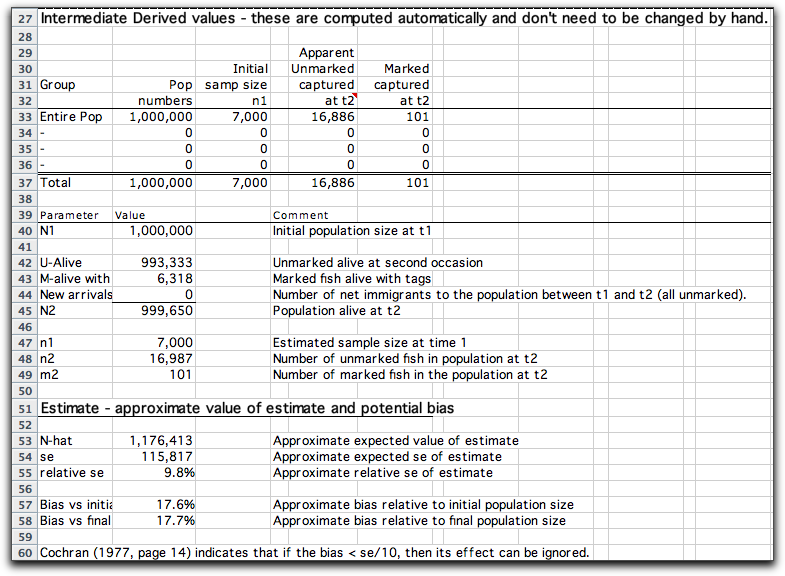 27 Intermediate Derived values - these are computed automatically and don't need to be changed by hand.
28
29 Apparent
30 Initial Unmarked Marked
31 Group Pop samp size captured captured
32 numbers n1 at t2 at t2
33 Entire Pop 1,000,000 7,000 16,886 101
34 - 0 0 0 0
35 - 0 0 0 0
36 - 0 0 0 0
37 Total 1,000,000 7,000 16,886 101
38
39 Parameter Value Comment
40 N1 1,000,000 Initial population size at t1
41
42 U-Alive 993,333 Unmarked alive at second occasion
43 M-alive with 6,318 Marked fish alive with tags
44 New arrivals 0 Number of net immigrants to the population between t1 and t2 (all unmarked).
45 N2 999,650 Population alive at t2
46
47 n1 7,000 Estimated sample size at time 1
48 n2 16,987 Number of unmarked fish in population at t2
49 m2 101 Number of marked fish in the population at t2
50
51 Estimate - approximate value of estimate and potential bias
52
53 N-hat 1,176,413 Approximate expected value of estimate
54 se 115,817 Approximate expected se of estimate
55 relative se 9.8% Approximate relative se of estimate
56
57 Bias vs initia 17.6% Approximate bias relative to initial population size
58 Bias vs final 17.7% Approximate bias relative to final population size
59
60 Cochran (1977, page 14) indicates that if the bias < se/10, then its effect can be ignored.